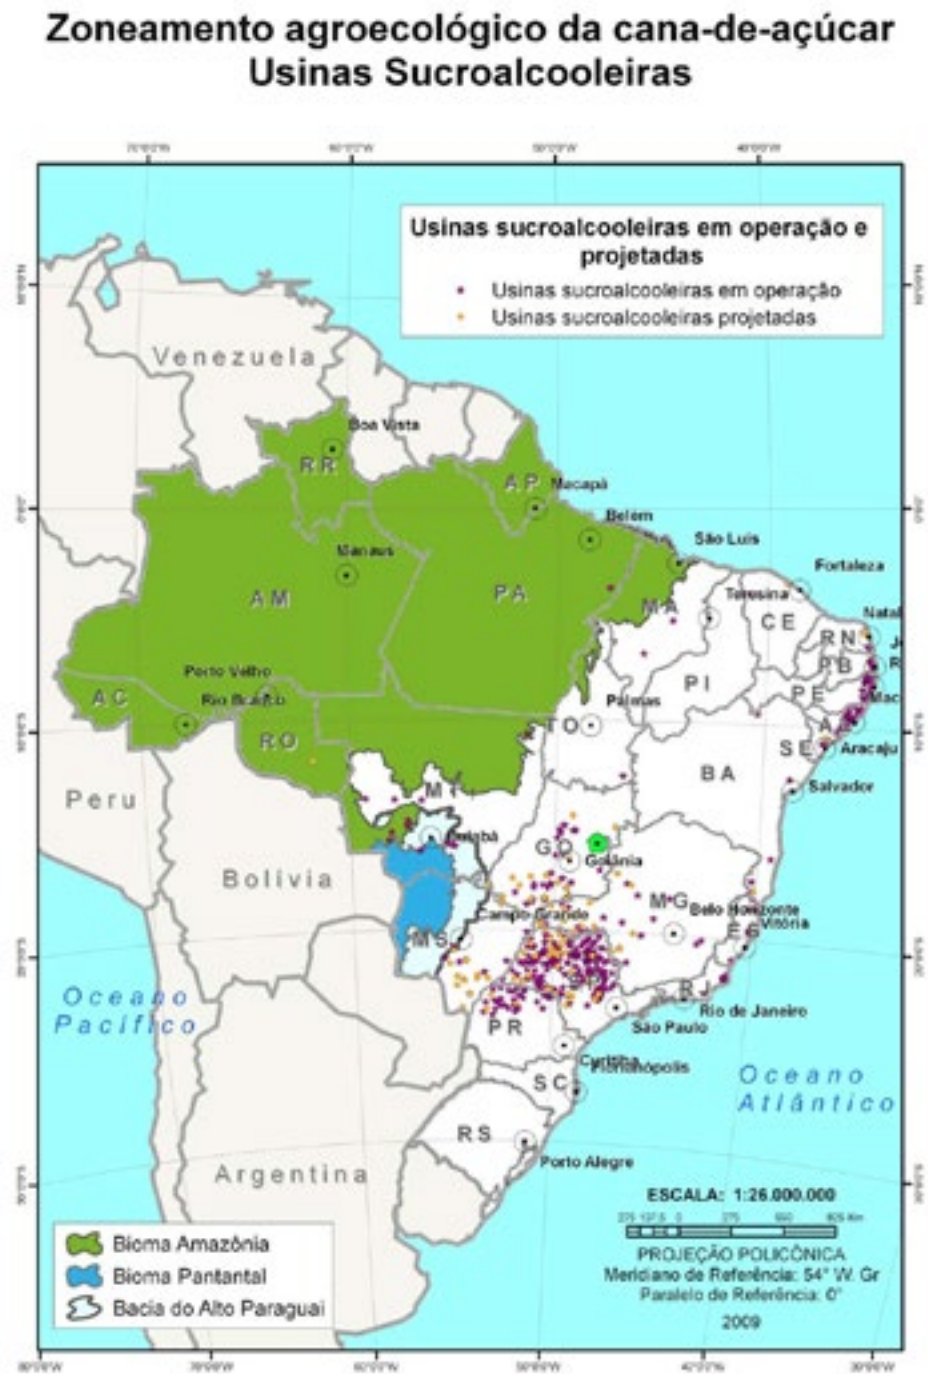 Zoneamento agroecológico da cana-de-açúcar
Usinas Sucroalcooleiras
Usinas sucroalcooleiras em operação e
projetadas
Usinas sucroalcooleiras em operação
Usinas sucroalcooleiras projetadas
Venezuela
Boa Vista
RR
AP
Macapá
Belém
São Luis
Manaus
Fortaleza
AM
PA
MA
Teresina
CE
Natal
RN
PB
Porto Velho
PI
PE
AC
Rio Branco
Palmas
Mac
RO
TO
SE
Aracaju
BA
Peru
MT
Salvador
Cuiabá
GO
Goiânia
Bolívia
MG
Belo Horizonte
Campo Grande
ES
Vitória
MS
Oceano
Pacífico
RJ
Rio de Janeiro
PR
São Paulo
Curitiba
Florianópolis
SC
Oceano
Atlântico
RS
Porto Alegre
Argentina
ESCALA: 1:26.000.000
PROJEÇÃO POLICÔNICA
Meridiano de Referência: 54° W. Gr
Paralelo de Referência: 0°
2009
Bioma Amazônia
Bioma Pantantal
Bacia do Alto Paraguai